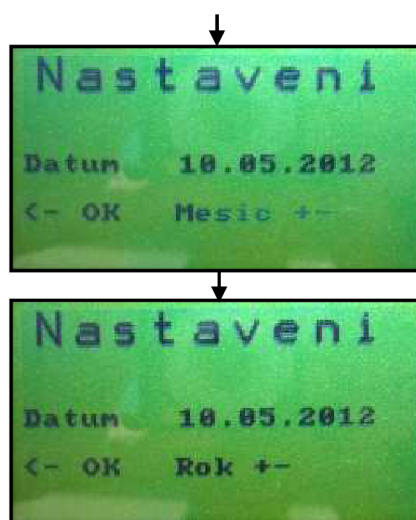 Nastaveni
Datum 10.05.2012
<- OK Mesic +-
Nastaveni
Datum 10.05.2012
<- OK Rok +-